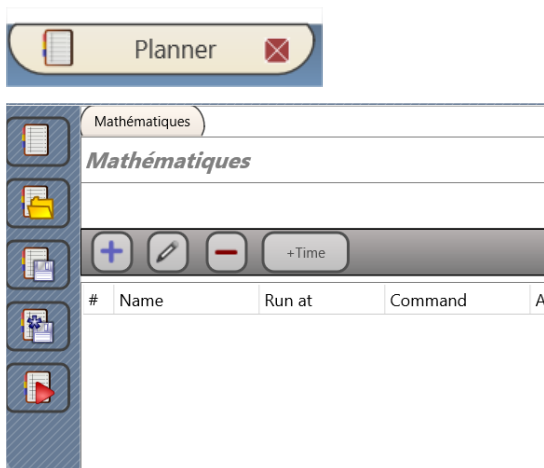 Planner
Mathématiques
Mathématiques
+Time
# Name Run at Command A